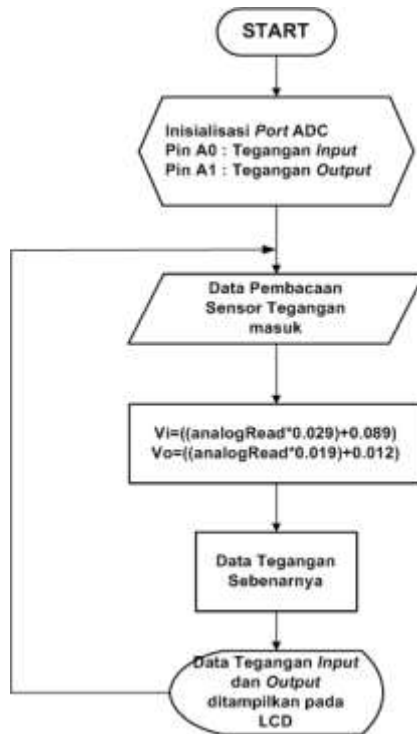 START
Inisialisasi Port ADC
Pin A0 : Tegangan Input
Pin A1 : Tegangan Output
Data Pembacaan
Sensor Tegangan
masuk
Vi=((analogRead*0.029)+0.089)
Vo=((analogRead*0.019)+0.012)
Data Tegangan
Sebenarnya
Data Tegangan Input
dan Output
ditampilkan pada
LCD